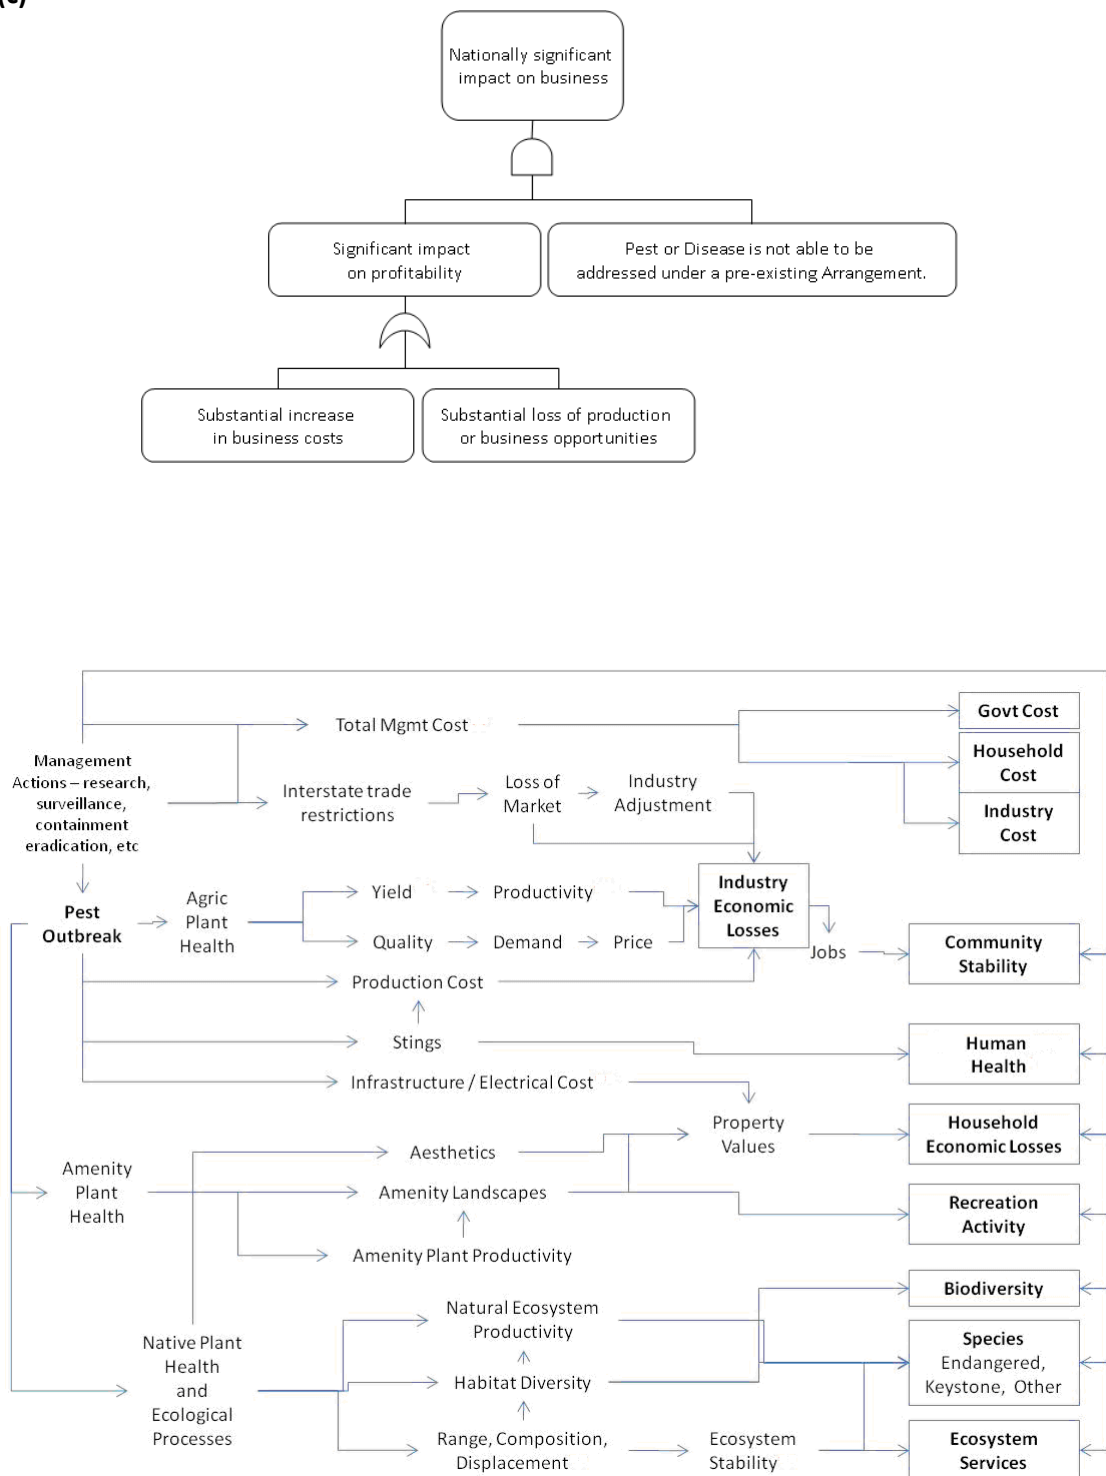 (c)
Nationally significant
impact on business
Significant impact
on profitability
Pest or Disease is not able to be
addressed under a pre-existing Arrangement.
Substantial increase
in business costs
Substantial loss of production
or business opportunities
Total Mgmt Cost
Govt Cost
Household
Cost
Industry
Cost
Management
Actions – research,
surveillance,
containment
eradication, etc
Interstate trade
restrictions
Loss of
Market
Industry
Adjustment
Pest
Outbreak
Agric
Plant
Health
Yield
Productivity
Quality
Demand
Price
Industry
Economic
Losses
Jobs
Community
Stability
Production Cost
Stings
Human
Health
Infrastructure / Electrical Cost
Property
Values
Household
Economic Losses
Aesthetics
Amenity
Plant
Health
Amenity Landscapes
Recreation
Activity
Amenity Plant Productivity
Biodiversity
Natural Ecosystem
Productivity
Species
Endangered,
Keystone, Other
Native Plant
Health
and
Ecological
Processes
Habitat Diversity
Range, Composition,
Displacement
Ecosystem
Stability
Ecosystem
Services